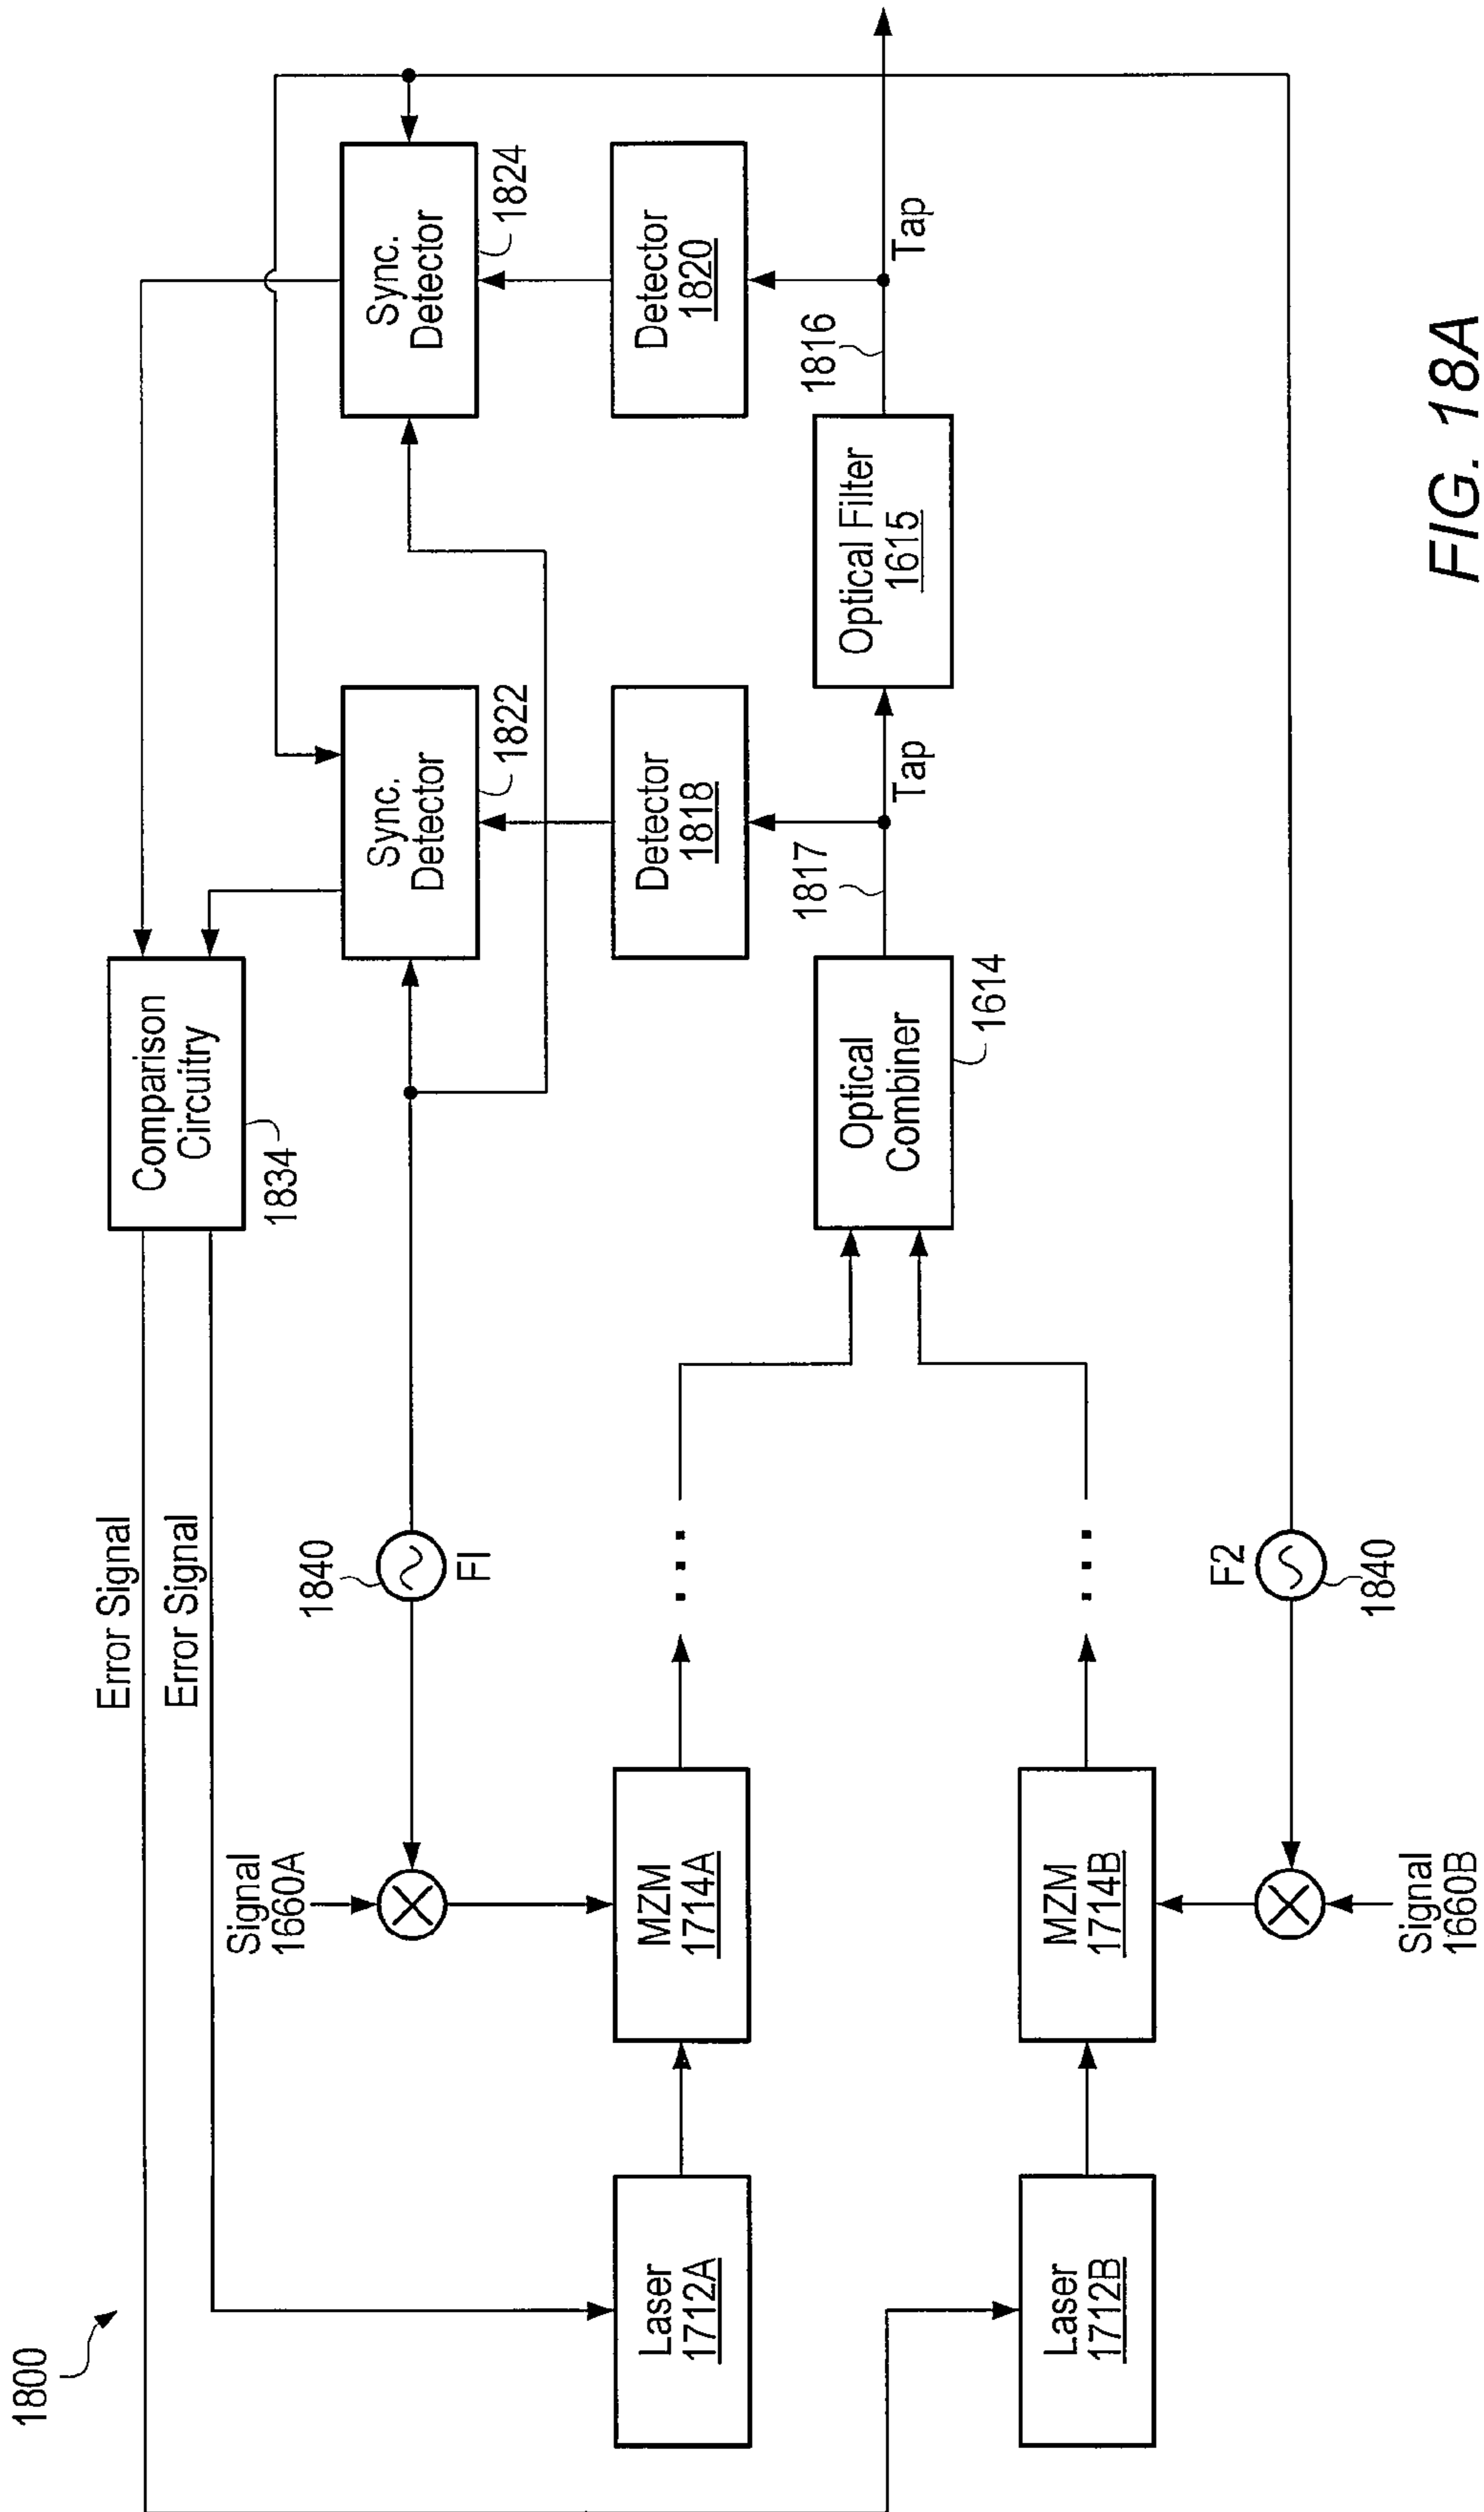 1800
Error Signal
Error Signal
Comparison
Circuitry
1834
Signal
1660A
1840
FI
Sync.
Detector
1822
Sync.
Detector
1824
Laser
1712A
MZM
1714A
Detector
1818
Detector
1820
1817
Tap
1816
Tap
Optical
Combiner
1614
Optical Filter
1615
Laser
1712B
MZM
1714B
F2
1840
Signal
1660B
FIG. 18A